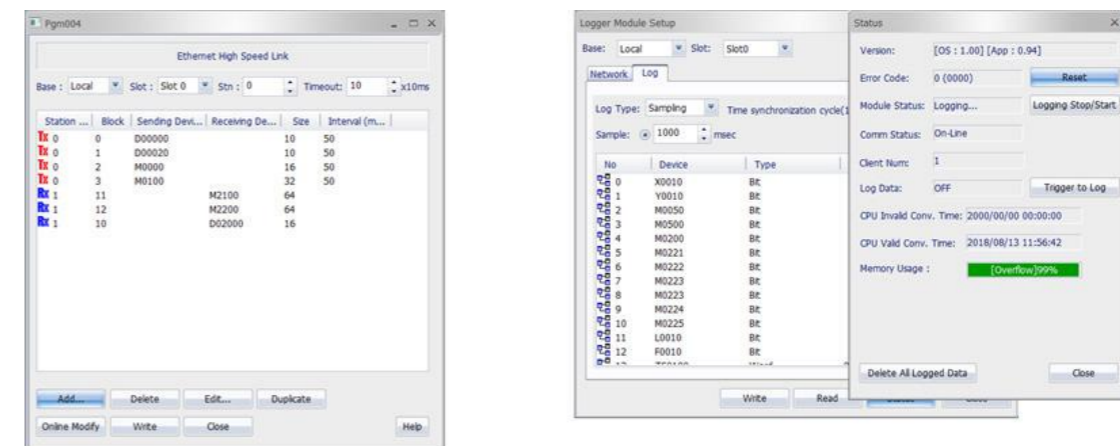 Pgm004
Ethernet High Speed Link
Base : Local Slot : Slot 0 Stn : 0 Timeout: 10 x10ms
Station ... Block Sending Devi... Receiving De... Size Interval (m...
Tx 0 0 D00000 10 50
Tx 0 1 D00020 10 50
Tx 0 2 M0000 16 50
Tx 0 3 M0100 32 50
Rx 1 11 M2100 64
Rx 1 12 M2200 64
Rx 1 10 D02000 16
Add... Delete Edit... Duplicate
Online Modify Write Close Help
Logger Module Setup
Base: Local Slot: Slot0
Network Log
Log Type: Sampling Time synchronization cycle(1
Sample: 1000 msec
No Device Type
0 X0010 Bit
1 Y0010 Bit
2 M0050 Bit
3 M0500 Bit
4 M0200 Bit
5 M0221 Bit
6 M0222 Bit
7 M0223 Bit
8 M0223 Bit
9 M0224 Bit
10 M0225 Bit
11 L0010 Bit
12 F0010 Bit
Write Read
Status
Version: [OS : 1.00] [App : 0.94]
Error Code: 0 (0000) Reset
Module Status: Logging... Logging Stop/Start
Comm Status: On-Line
Client Num: 1
Log Data: OFF Trigger to Log
CPU Invald Conv. Time: 2000/00/00 00:00:00
CPU Vald Conv. Time: 2018/08/13 11:56:42
Memory Usage : [Overflow]99%
Delete All Logged Data Close